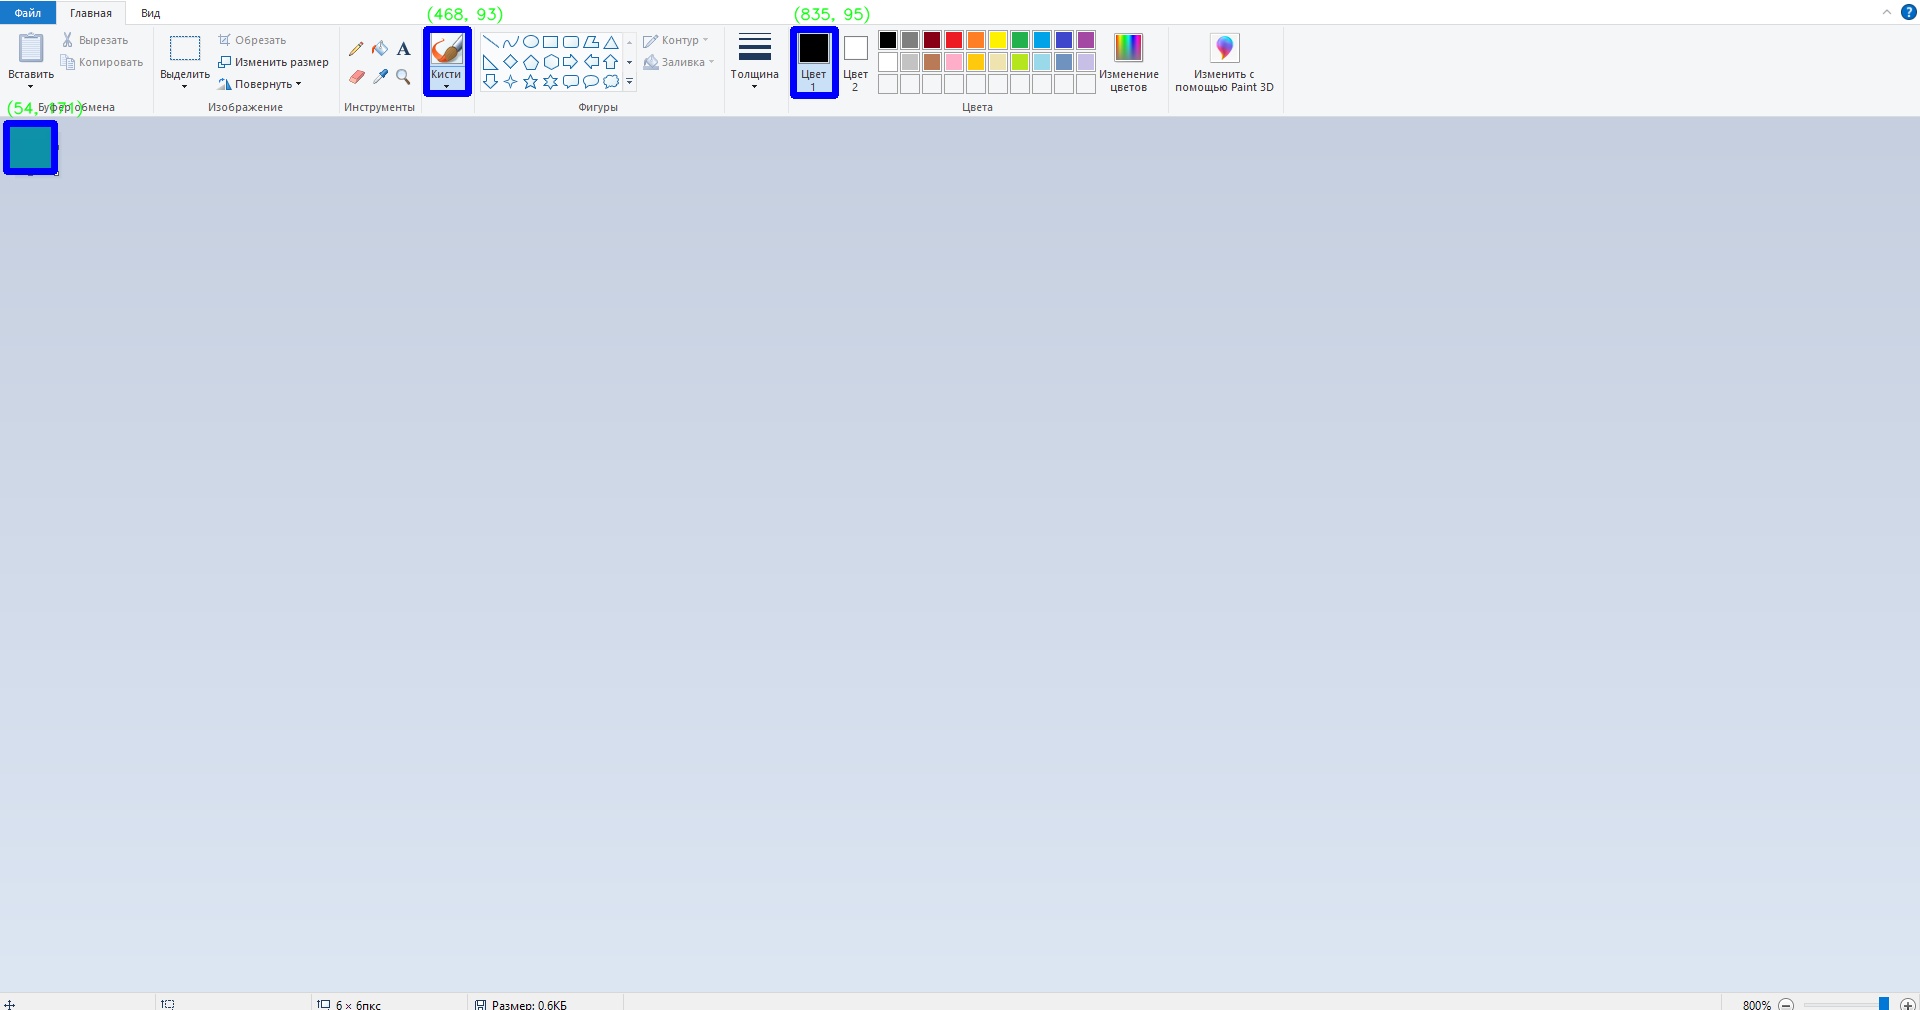 Файл Главная Вид
(468, 93) (835, 95)
Вставить
Вырезать
Копировать
Буфер обмена
Выделить
Обрезать
Изменить размер
Повернуть
Изображение
A
Инструменты
Кисти
Контур
Заливка
Фигуры
Толщина
Цвет
1
Цвет
2
Изменение
цветов
Цвета
Изменить с
помощью Paint 3D
(54, 171)
6 × 6пкс
Размер: 0,6КБ
800%